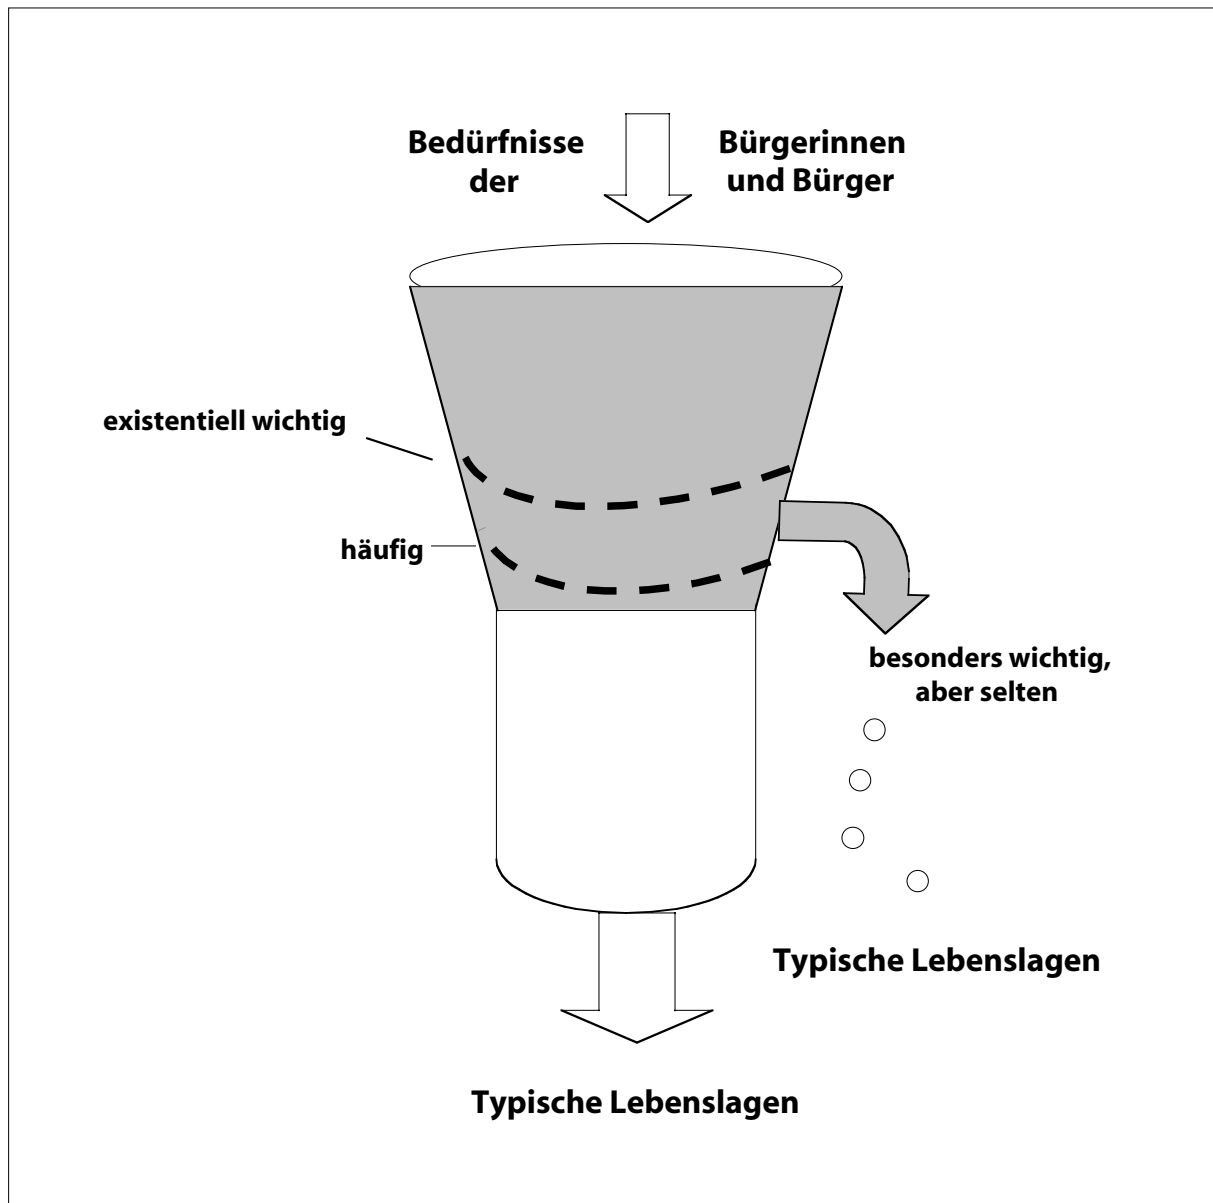 Bedürfnisse der
Bürgerinnen und Bürger
existentiell wichtig
häufig
besonders wichtig,
aber selten
Typische Lebenslagen
Typische Lebenslagen